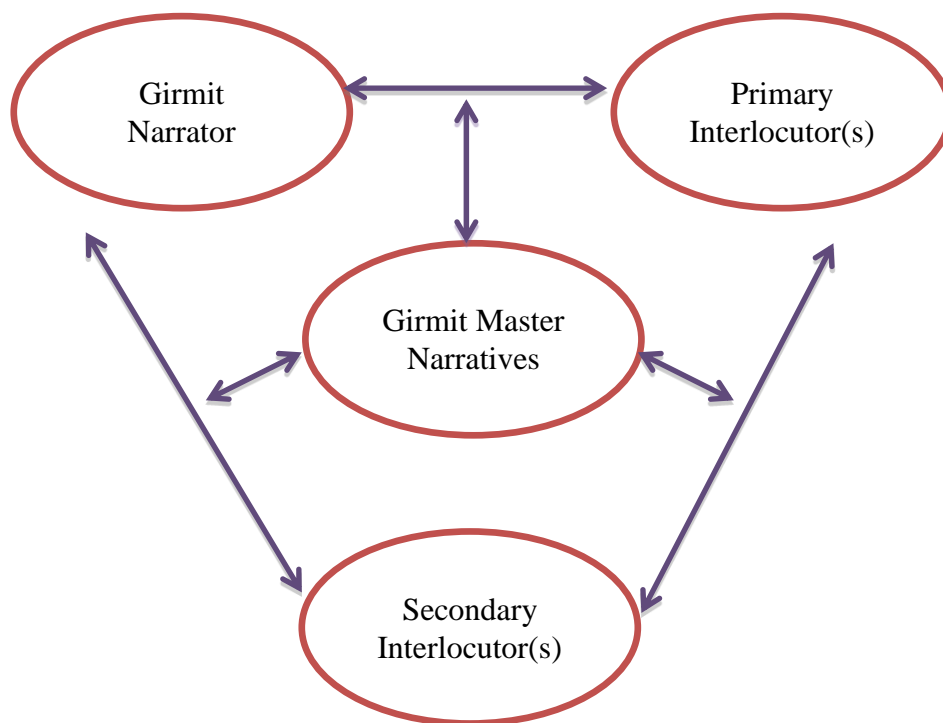 Girmit
Narrator
Primary
Interlocutor(s)
Girmit Master
Narratives
Secondary
Interlocutor(s)